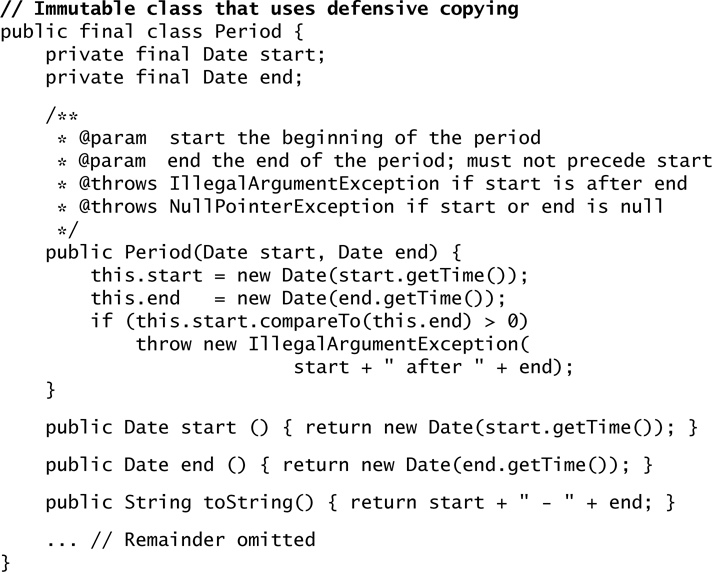 // Immutable class that uses defensive copying
public final class Period {
    private final Date start;
    private final Date end;

    /**
     * @param  start the beginning of the period
     * @param  end the end of the period; must not precede start
     * @throws IllegalArgumentException if start is after end
     * @throws NullPointerException if start or end is null
     */
    public Period(Date start, Date end) {
        this.start = new Date(start.getTime());
        this.end   = new Date(end.getTime());
        if (this.start.compareTo(this.end) > 0)
            throw new IllegalArgumentException(
                          start + " after " + end);
    }

    public Date start () { return new Date(start.getTime()); }

    public Date end () { return new Date(end.getTime()); }

    public String toString() { return start + " - " + end; }

    ... // Remainder omitted
}